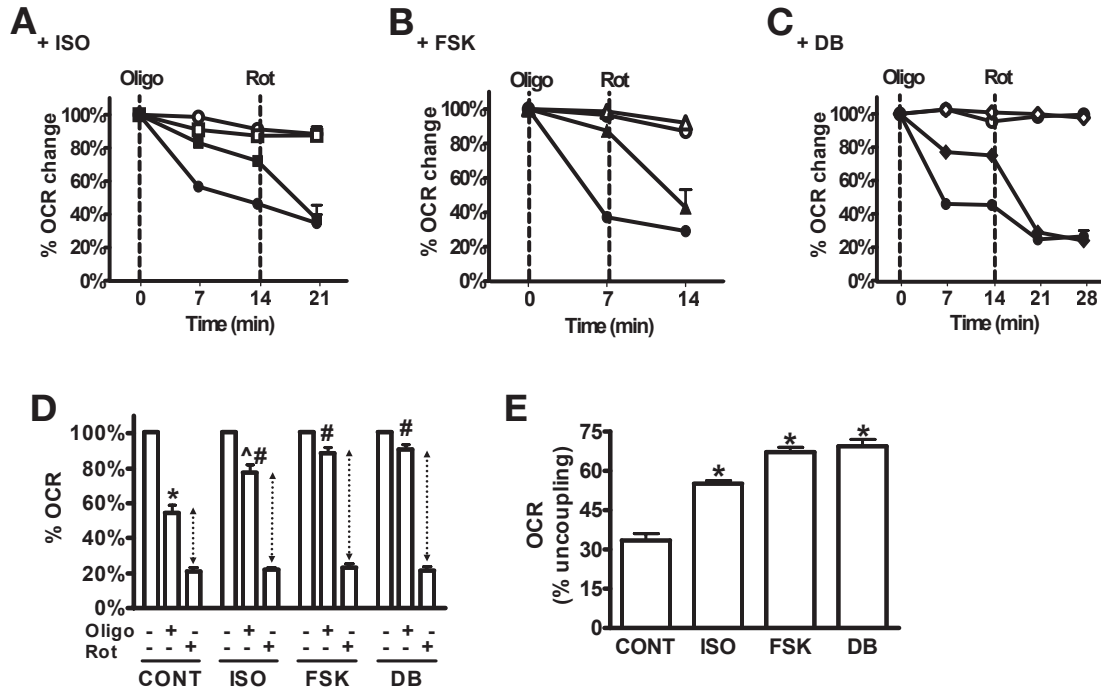 A
+ ISO
Oligo Rot
100%
80%
60%
40%
20%
0%
% OCR change
0 7 14 21
Time (min)
B
+ FSK
Oligo Rot
100%
80%
60%
40%
20%
0%
% OCR change
0 7 14
Time (min)
C
+ DB
Oligo Rot
100%
80%
60%
40%
20%
0%
% OCR change
0 7 14 21 28
Time (min)
D
100%
80%
60%
40%
20%
0%
% OCR
* ^# # #
Oligo - + - - + - - + - - + -
Rot - - + - - + - - + - - +
CONT ISO FSK DB
E
75
60
45
30
15
0
OCR
(% uncoupling)
* * *
CONT ISO FSK DB